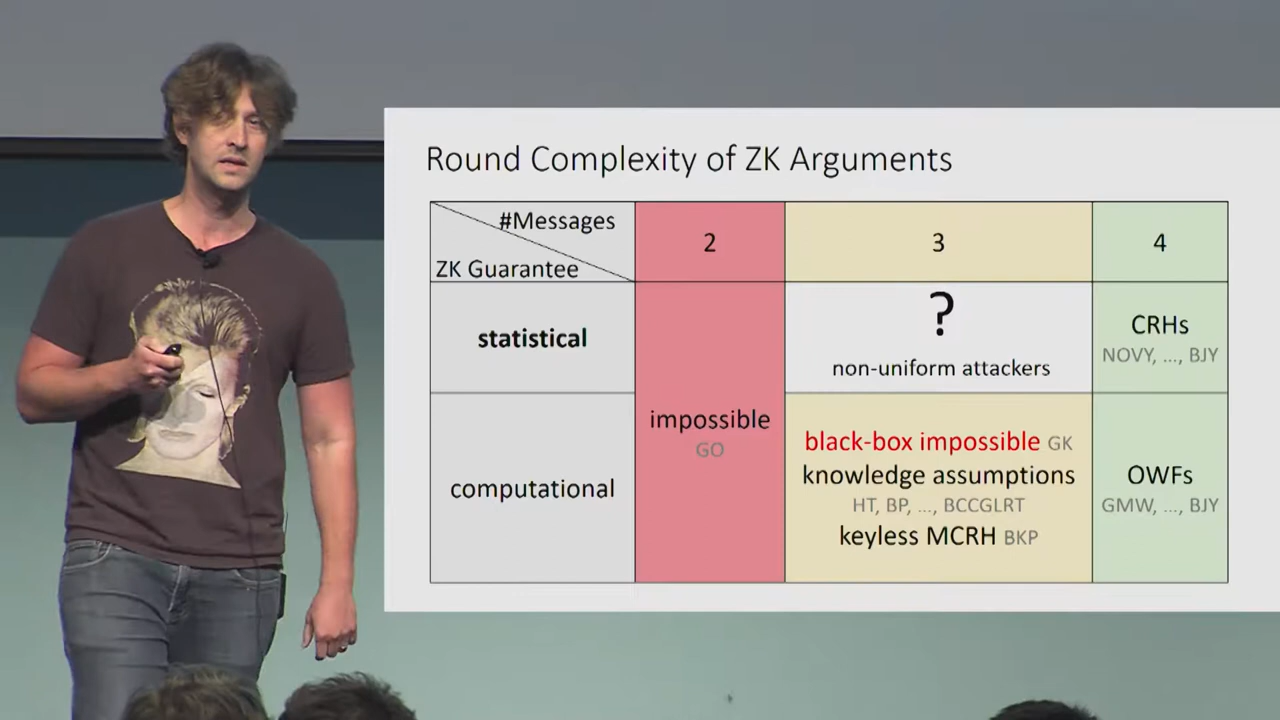 Round Complexity of ZK Arguments
#Messages
ZK Guarantee
2
3
4
statistical
?
non-uniform attackers
CRHs
NOVY, ..., BJY
impossible
GO
computational
black-box impossible GK
knowledge assumptions
HT, BP, ..., BCCGLRT
keyless MCRH BKP
OWFs
GMW, ..., BJY